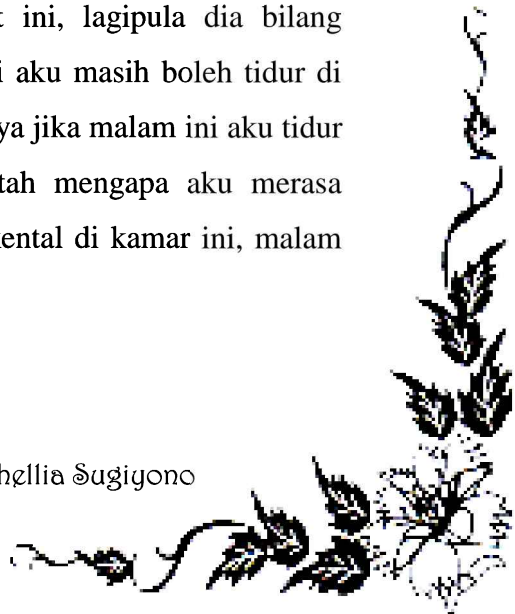 t ini, lagipula dia bilang
i aku masih boleh tidur di
ya jika malam ini aku tidur
tah mengapa aku merasa
kental di kamar ini, malam
hellia Sugiyono